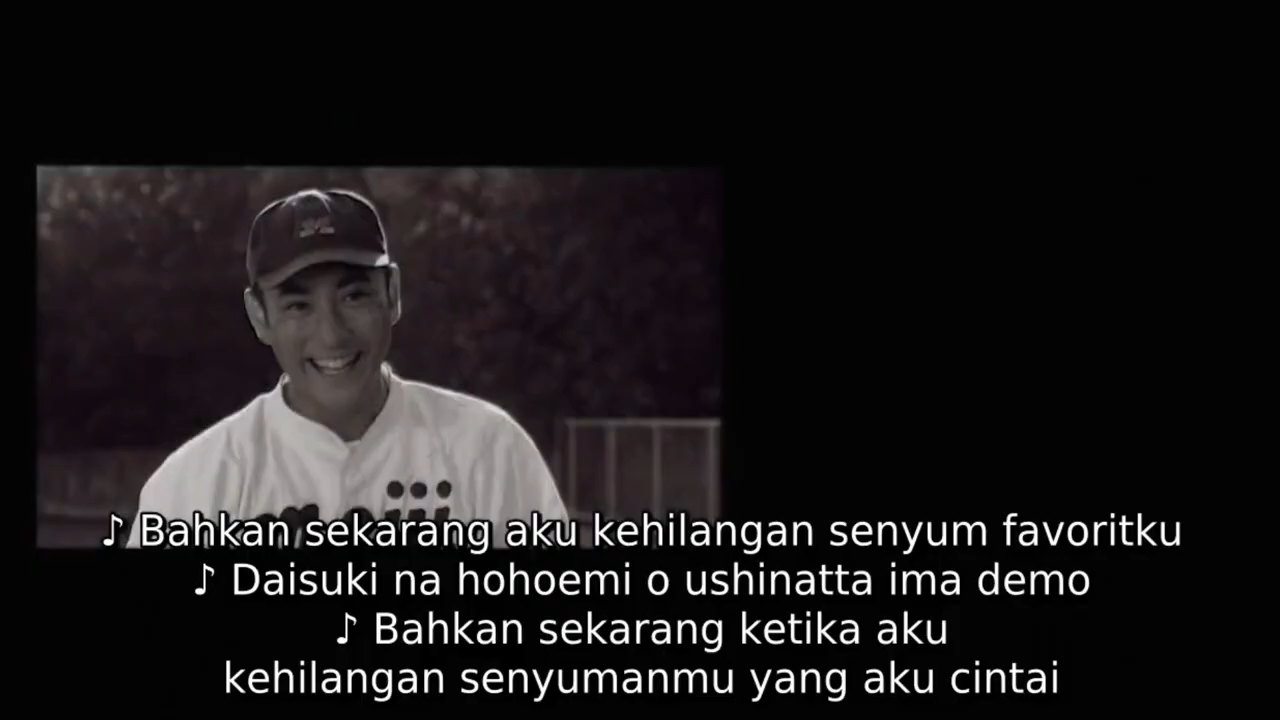 ♪ Bahkan sekarang aku kehilangan senyum favoritku
♪ Daisuki na hohoemi o ushinatta ima demo
♪ Bahkan sekarang ketika aku
kehilangan senyumanmu yang aku cintai